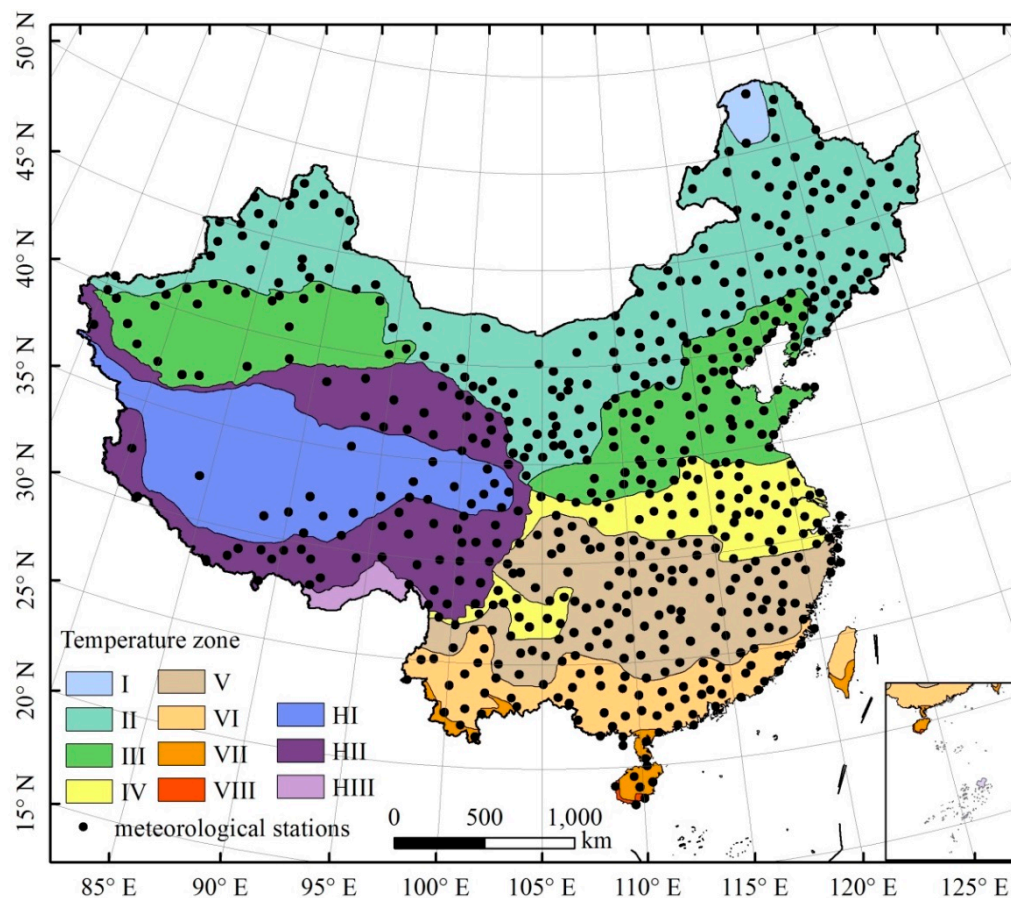 50° N
45° N
40° N
35° N
30° N
25° N
20° N
15° N
Temperature zone
I V
II VI HI
III VII HII
IV VIII HIII
meteorological stations
0 500 1,000
km
85° E 90° E 95° E 100° E 105° E 110° E 115° E 120° E 125° E